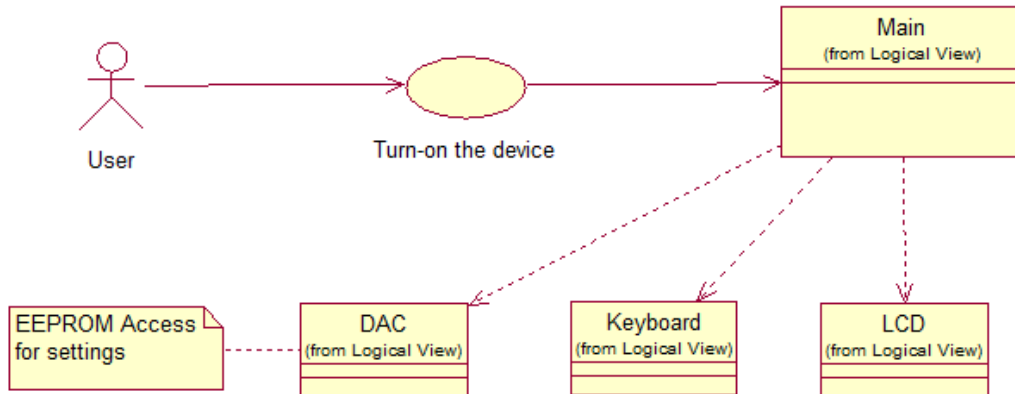 Main
(from Logical View)
User
Turn-on the device
EEPROM Access
for settings
DAC
(from Logical View)
Keyboard
(from Logical View)
LCD
(from Logical View)